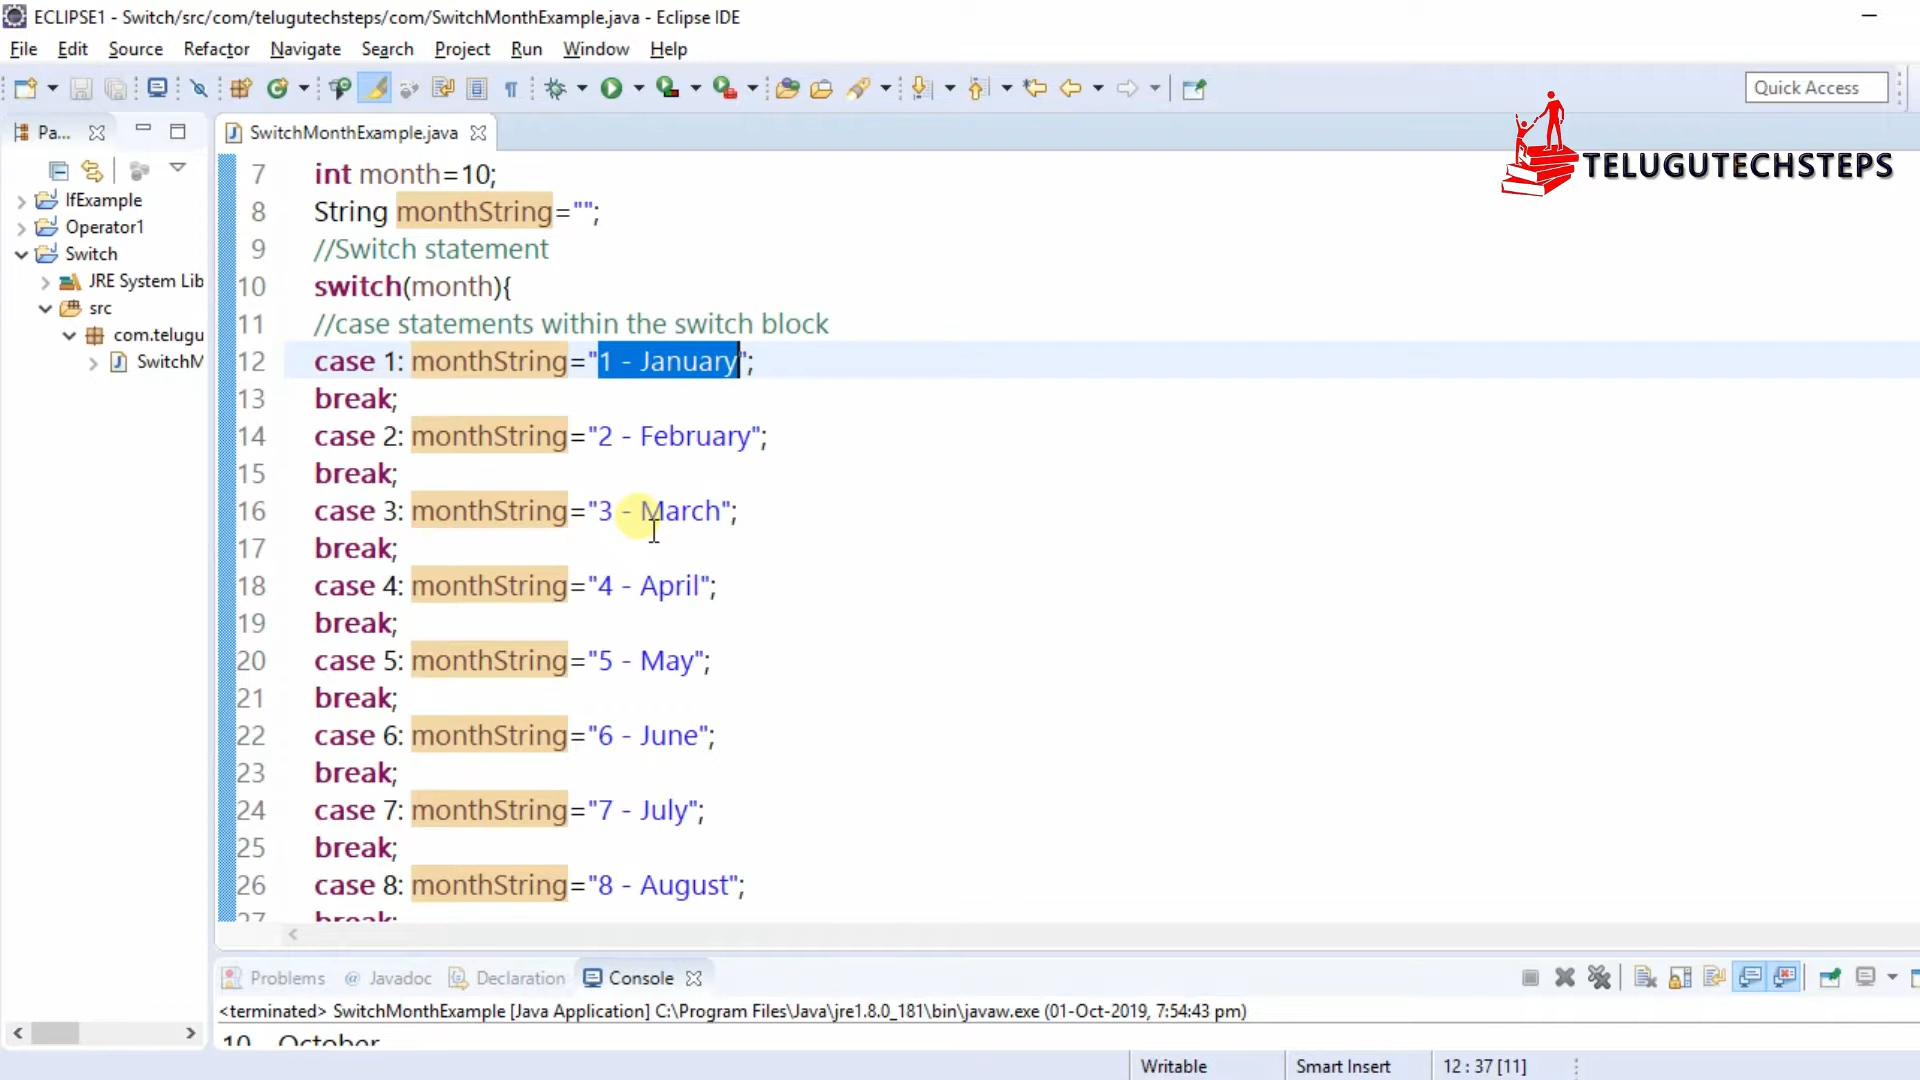 ECLIPSE1 - Switch/src/com/telugutechsteps/com/SwitchMonthExample.java - Eclipse IDE
File Edit Source Refactor Navigate Search Project Run Window Help
Quick Access
TELUGUTECHSTEPS
Pa...
IfExample
Operator1
Switch
JRE System Lib
src
com.telugu
SwitchM
SwitchMonthExample.java
7 int month=10;
8 String monthString="";
9 //Switch statement
10 switch(month){
11 //case statements within the switch block
12 case 1: monthString="1 - January";
13 break;
14 case 2: monthString="2 - February";
15 break;
16 case 3: monthString="3 - March";
17 break;
18 case 4: monthString="4 - April";
19 break;
20 case 5: monthString="5 - May";
21 break;
22 case 6: monthString="6 - June";
23 break;
24 case 7: monthString="7 - July";
25 break;
26 case 8: monthString="8 - August";
27 break;
Problems @ Javadoc Declaration Console
<terminated> SwitchMonthExample [Java Application] C:\Program Files\Java\jre1.8.0_181\bin\javaw.exe (01-Oct-2019, 7:54:43 pm)
10 - October
Writable Smart Insert 12 : 37 [11]